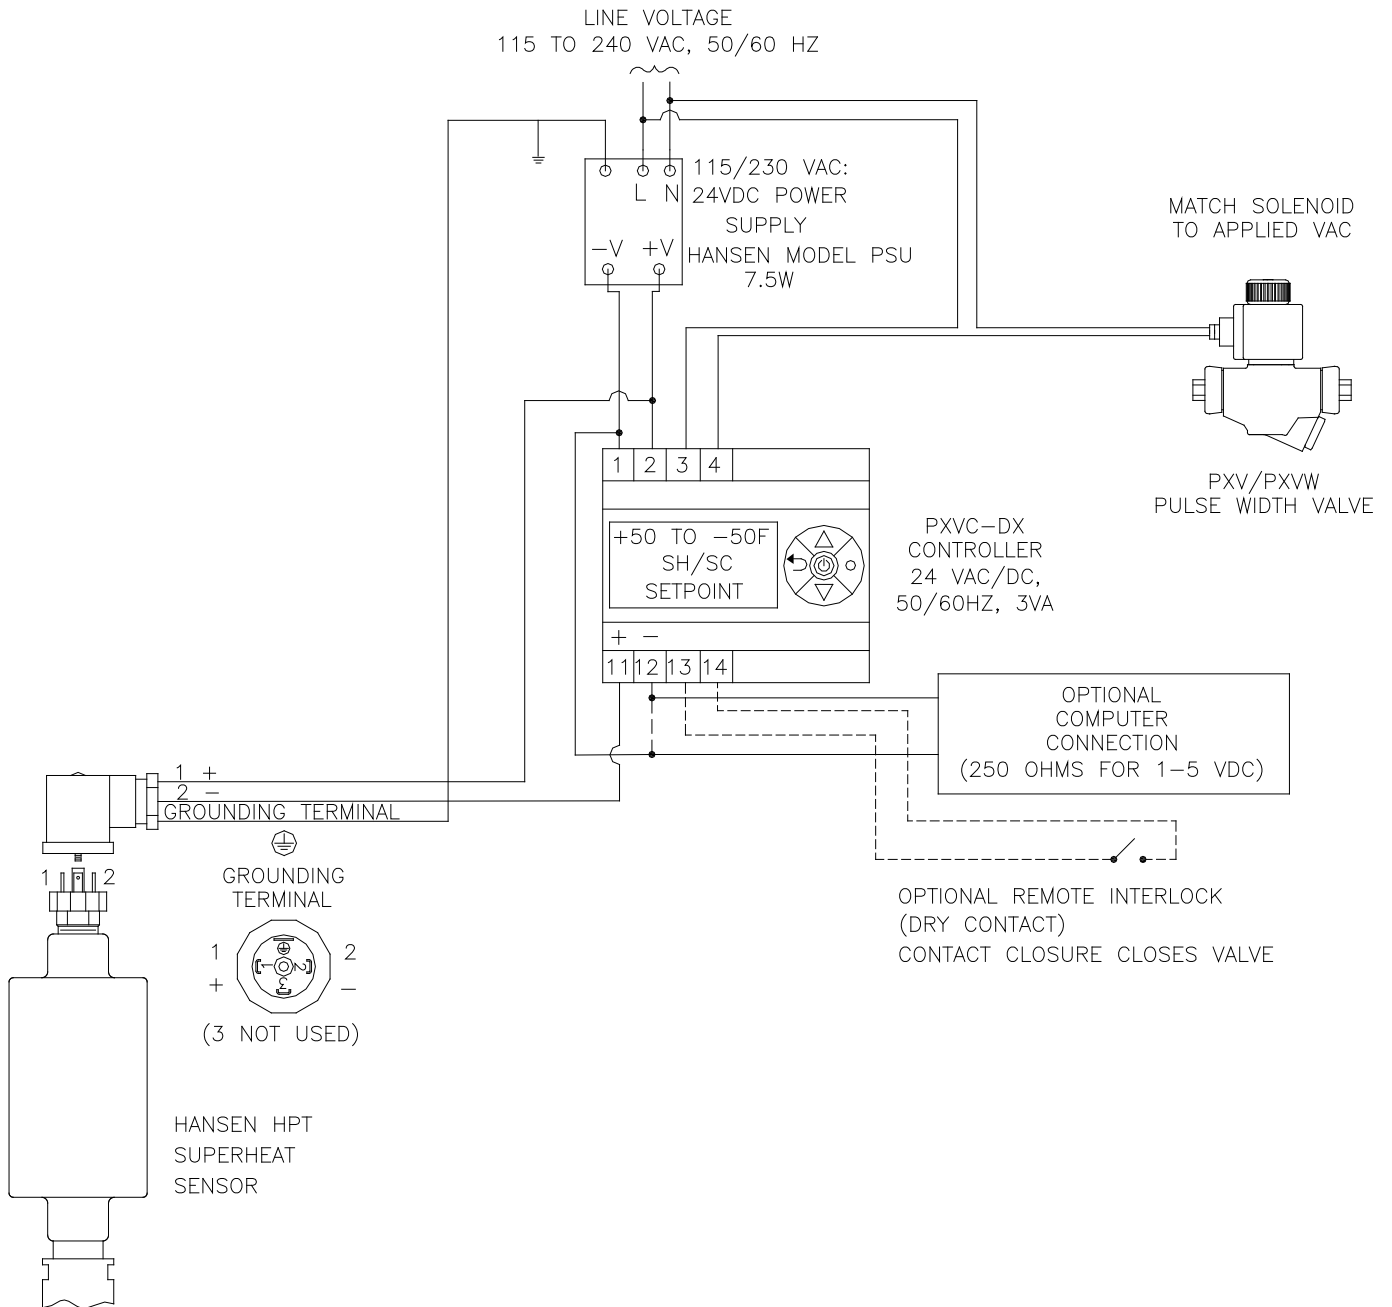 LINE VOLTAGE
115 TO 240 VAC, 50/60 HZ
L N
115/230 VAC:
24VDC POWER
SUPPLY
HANSEN MODEL PSU
7.5W
−V +V
MATCH SOLENOID
TO APPLIED VAC
PXV/PXVW
PULSE WIDTH VALVE
1 2 3 4
+50 TO −50F
SH/SC
SETPOINT
PXVC−DX
CONTROLLER
24 VAC/DC,
50/60HZ, 3VA
+ −
11 12 13 14
OPTIONAL
COMPUTER
CONNECTION
(250 OHMS FOR 1−5 VDC)
1 +
2 −
GROUNDING TERMINAL
1 2
GROUNDING
TERMINAL
1 2
+ −
1 2
3
(3 NOT USED)
OPTIONAL REMOTE INTERLOCK
(DRY CONTACT)
CONTACT CLOSURE CLOSES VALVE
HANSEN HPT
SUPERHEAT
SENSOR